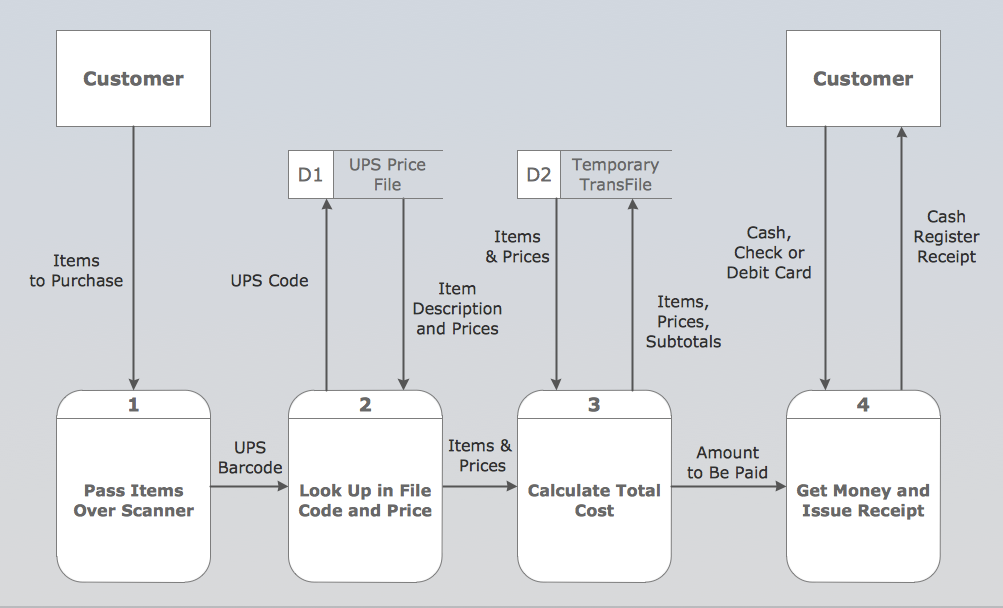 Customer
Customer
D1
UPS Price
File
D2
Temporary
TransFile
Items
to Purchase
UPS Code
Item
Description
and Prices
Items
& Prices
Items,
Prices,
Subtotals
Cash,
Check or
Debit Card
Cash
Register
Receipt
1
Pass Items
Over Scanner
UPS
Barcode
2
Look Up in File
Code and Price
Items &
Prices
3
Calculate Total
Cost
Amount
to Be Paid
4
Get Money and
Issue Receipt